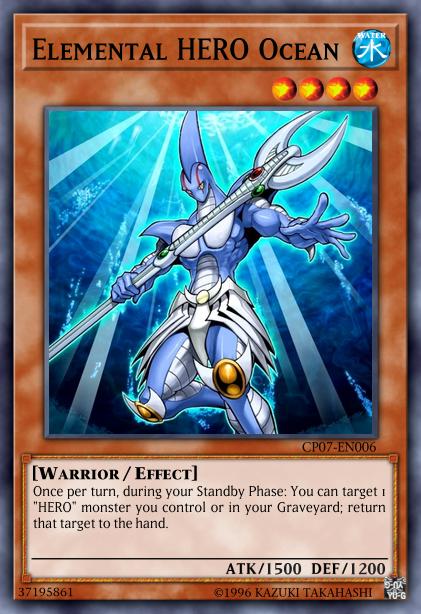 ELEMENTAL HERO OCEAN
WATER
水
CP07-EN006
[WARRIOR / EFFECT]
Once per turn, during your Standby Phase: You can target 1
"HERO" monster you control or in your Graveyard; return
that target to the hand.
ATK/1500 DEF/1200
37195861
©1996 KAZUKI TAKAHASHI